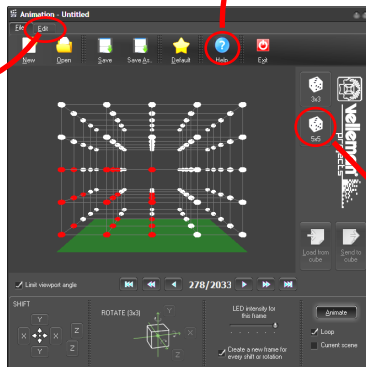 Animation - Untitled
File Edit
New Open Save Save As.. Default Help Exit
3x3
5x5
velleman
projects
Load from
cube
Send to
cube
Limit viewport angle
278/2033
SHIFT
Y
X X
Y
Z
Z
ROTATE (3x3)
Y
X
Z
LED intensity for
this frame
Create a new frame for
every shift or rotation
Animate
Loop
Current scene